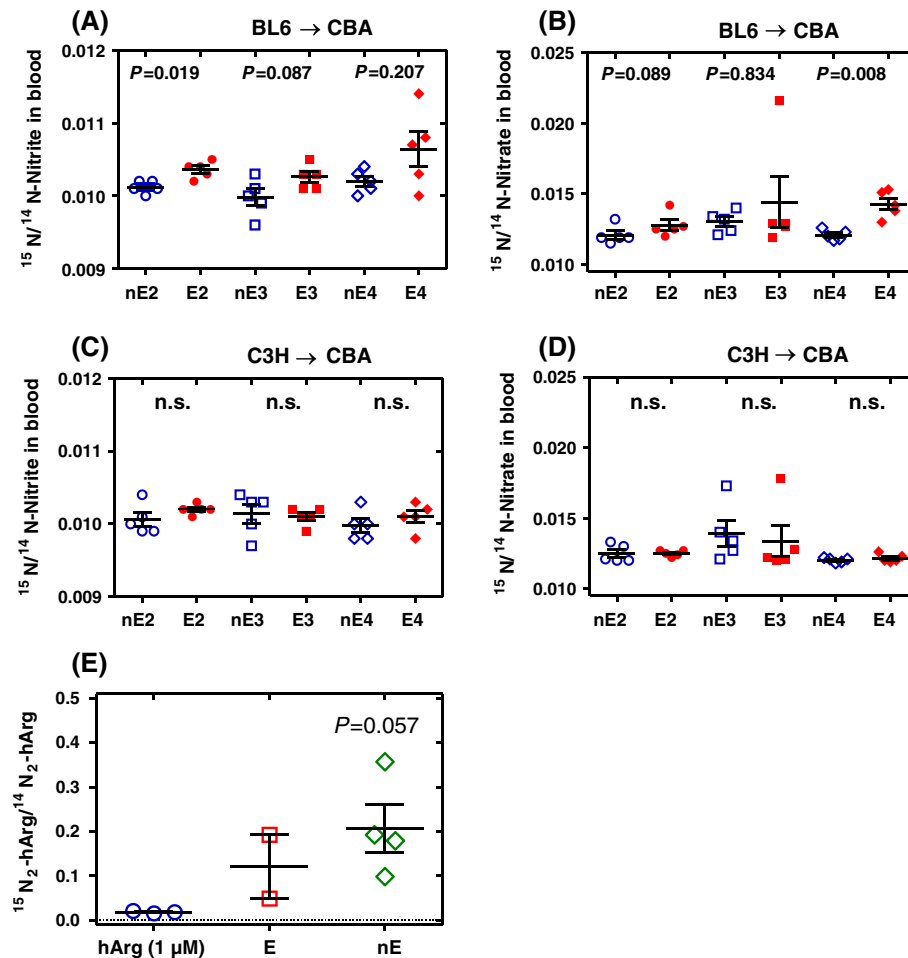 (A)
BL6 → CBA
0.012
P=0.019 P=0.087 P=0.207
0.011
0.010
0.009
¹⁵N/¹⁴N-Nitrite in blood
nE2 E2 nE3 E3 nE4 E4
(B)
BL6 → CBA
0.025
P=0.089 P=0.834 P=0.008
0.020
0.015
0.010
¹⁵N/¹⁴N-Nitrate in blood
nE2 E2 nE3 E3 nE4 E4
(C)
C3H → CBA
0.012
n.s. n.s. n.s.
0.011
0.010
0.009
¹⁵N/¹⁴N-Nitrite in blood
nE2 E2 nE3 E3 nE4 E4
(D)
C3H → CBA
0.025
n.s. n.s. n.s.
0.020
0.015
0.010
¹⁵N/¹⁴N-Nitrate in blood
nE2 E2 nE3 E3 nE4 E4
(E)
0.5
P=0.057
0.4
0.3
0.2
0.1
0.0
¹⁵N₂-hArg/¹⁴N₂-hArg
hArg (1 µM) E nE